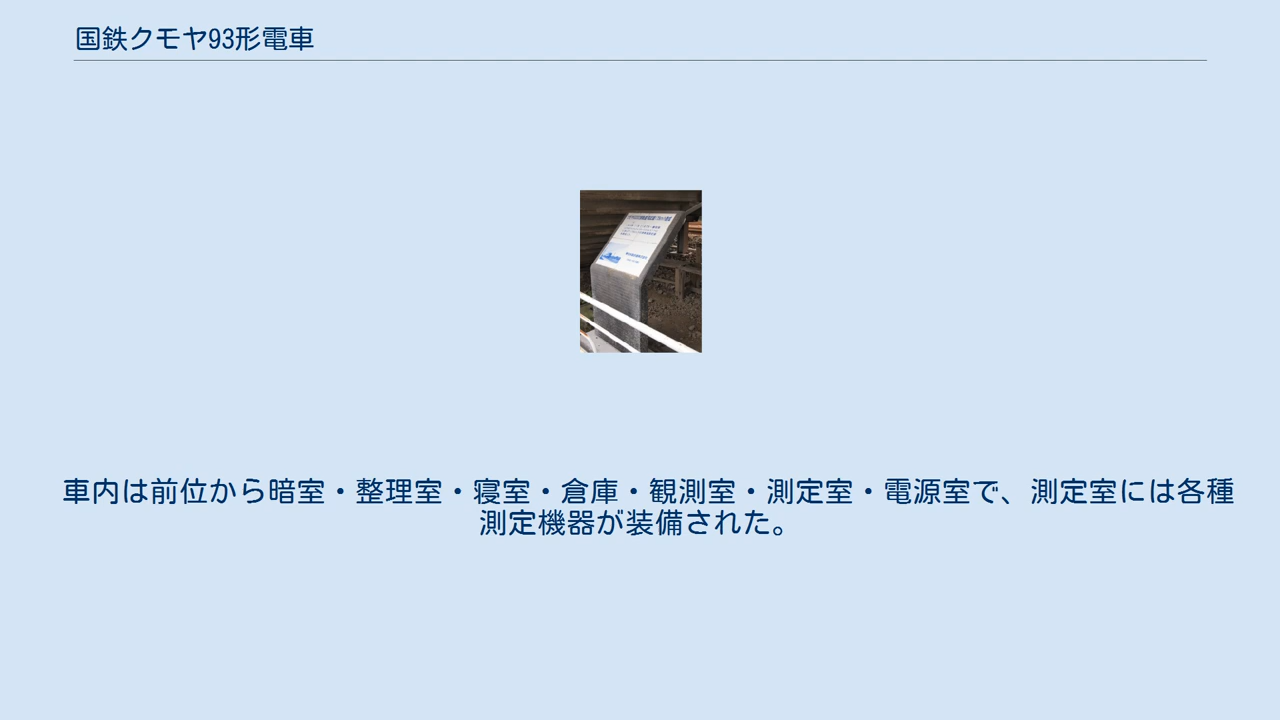 国鉄クモヤ93形電車
車内は前位から暗室・整理室・寝室・倉庫・観測室・測定室・電源室で、測定室には各種
測定機器が装備された。